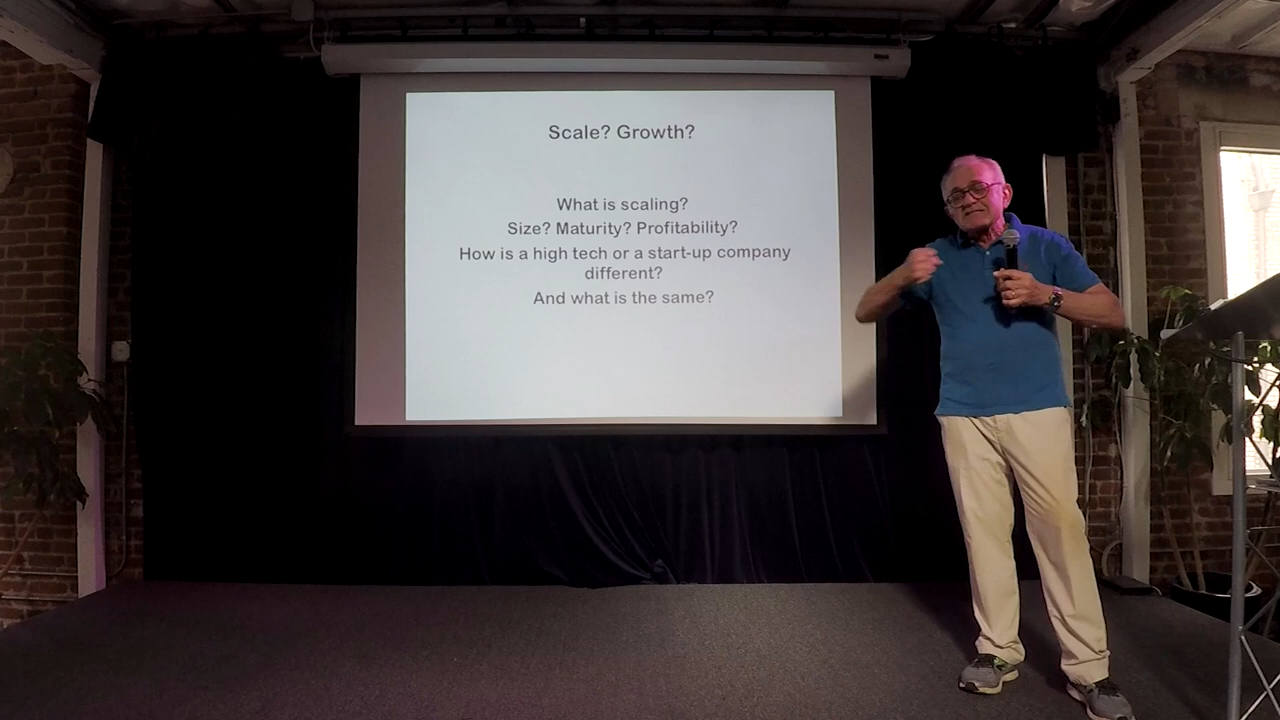 Scale? Growth?
What is scaling?
Size? Maturity? Profitability?
How is a high tech or a start-up company
different?
And what is the same?